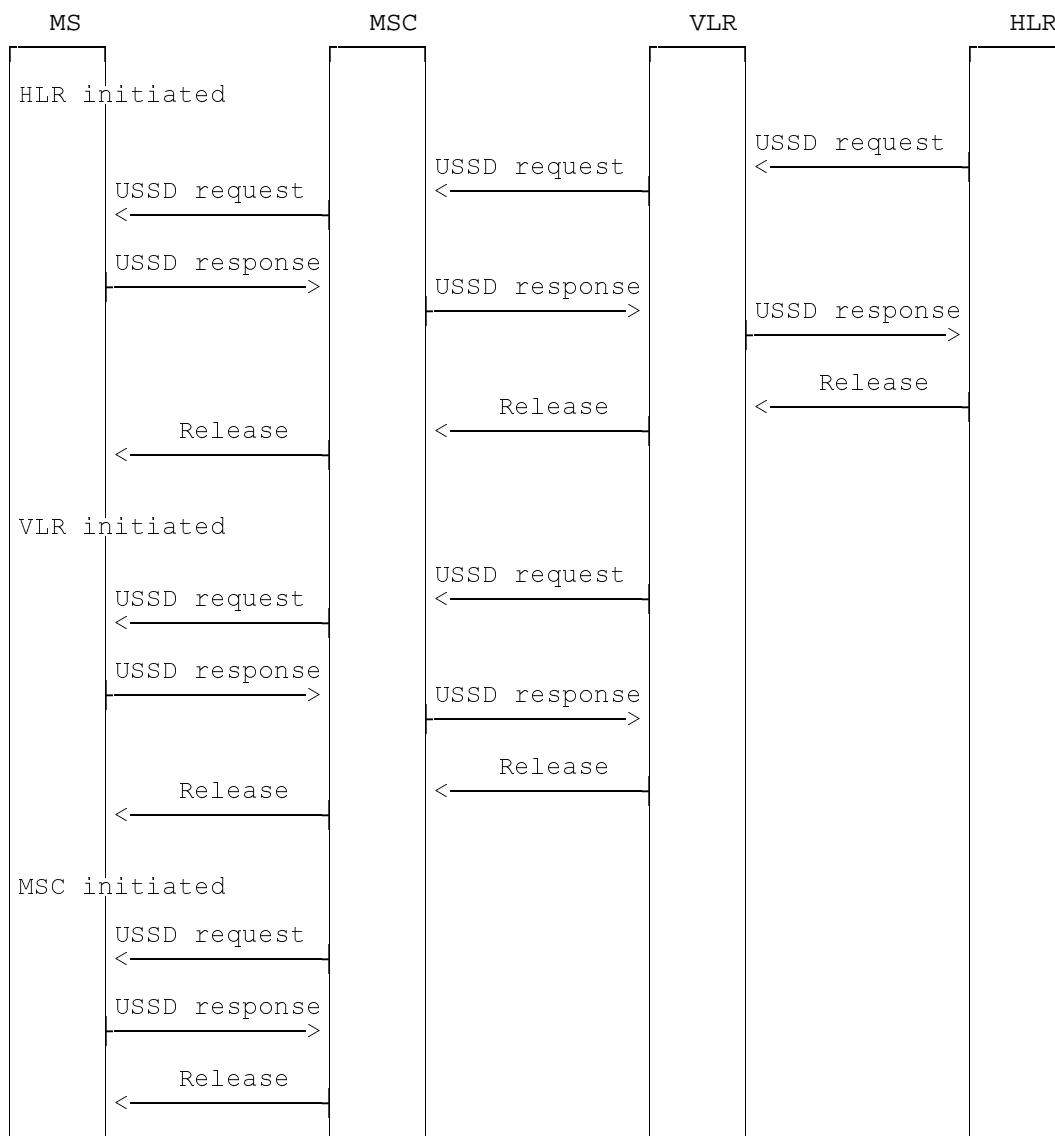 MS MSC VLR HLR
HLR initiated
USSD request
USSD request
USSD request
USSD response
USSD response
USSD response
Release
Release
Release
VLR initiated
USSD request
USSD request
USSD response
USSD response
Release
Release
MSC initiated
USSD request
USSD response
Release